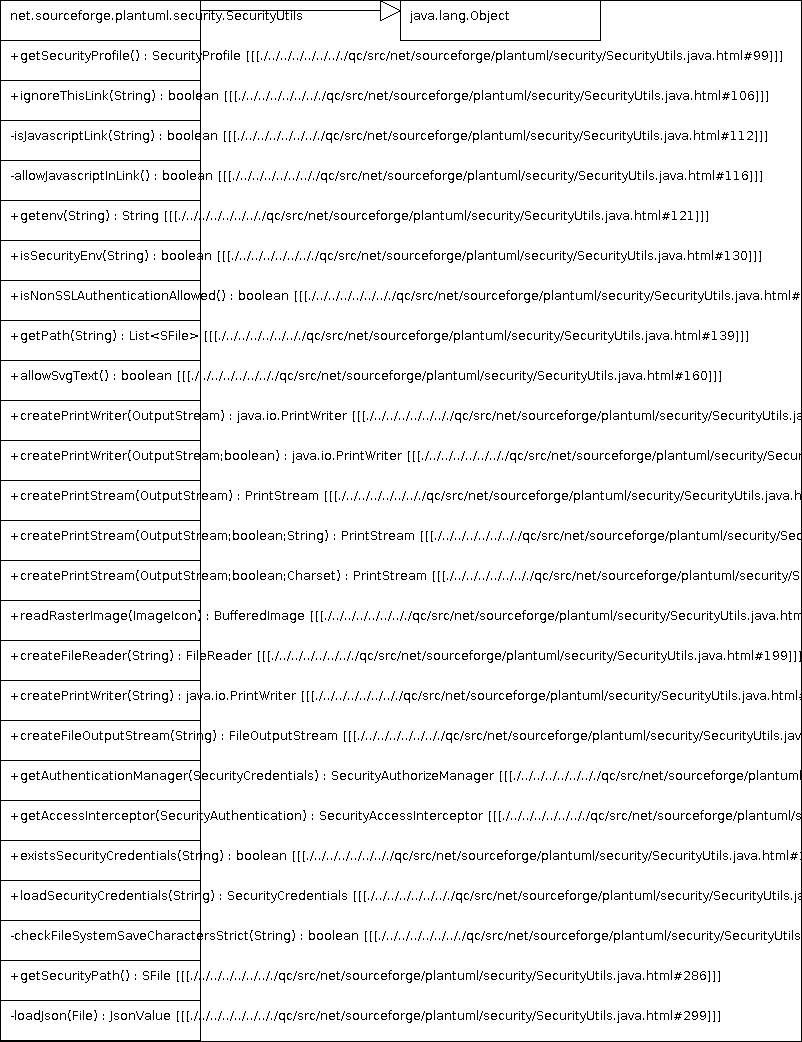 net.sourceforge.plantuml.security.SecurityUtils
java.lang.Object
+getSecurityProfile() : SecurityProfile [[[./../../../../../../qc/src/net/sourceforge/plantuml/security/SecurityUtils.java.html#99]]]
+ignoreThisLink(String) : boolean [[[./../../../../../../qc/src/net/sourceforge/plantuml/security/SecurityUtils.java.html#106]]]
-isJavascriptLink(String) : boolean [[[./../../../../../../qc/src/net/sourceforge/plantuml/security/SecurityUtils.java.html#112]]]
-allowJavascriptInLink() : boolean [[[./../../../../../../qc/src/net/sourceforge/plantuml/security/SecurityUtils.java.html#116]]]
+getenv(String) : String [[[./../../../../../../qc/src/net/sourceforge/plantuml/security/SecurityUtils.java.html#121]]]
+isSecurityEnv(String) : boolean [[[./../../../../../../qc/src/net/sourceforge/plantuml/security/SecurityUtils.java.html#130]]]
+isNonSSLAuthenticationAllowed() : boolean [[[./../../../../../../qc/src/net/sourceforge/plantuml/security/SecurityUtils.java.html#
+getPath(String) : List<SFile> [[[./../../../../../../qc/src/net/sourceforge/plantuml/security/SecurityUtils.java.html#139]]]
+allowSvgText() : boolean [[[./../../../../../../qc/src/net/sourceforge/plantuml/security/SecurityUtils.java.html#160]]]
+createPrintWriter(OutputStream) : java.io.PrintWriter [[[./../../../../../../qc/src/net/sourceforge/plantuml/security/SecurityUtils.ja
+createPrintWriter(OutputStream;boolean) : java.io.PrintWriter [[[./../../../../../../qc/src/net/sourceforge/plantuml/security/Secur
+createPrintStream(OutputStream) : PrintStream [[[./../../../../../../qc/src/net/sourceforge/plantuml/security/SecurityUtils.java.h
+createPrintStream(OutputStream;boolean;String) : PrintStream [[[./../../../../../../qc/src/net/sourceforge/plantuml/security/Sec
+createPrintStream(OutputStream;boolean;Charset) : PrintStream [[[./../../../../../../qc/src/net/sourceforge/plantuml/security/S
+readRasterImage(ImageIcon) : BufferedImage [[[./../../../../../../qc/src/net/sourceforge/plantuml/security/SecurityUtils.java.htm
+createFileReader(String) : FileReader [[[./../../../../../../qc/src/net/sourceforge/plantuml/security/SecurityUtils.java.html#199]]]
+createPrintWriter(String) : java.io.PrintWriter [[[./../../../../../../qc/src/net/sourceforge/plantuml/security/SecurityUtils.java.html#
+createFileOutputStream(String) : FileOutputStream [[[./../../../../../../qc/src/net/sourceforge/plantuml/security/SecurityUtils.jav
+getAuthenticationManager(SecurityCredentials) : SecurityAuthorizeManager [[[./../../../../../../qc/src/net/sourceforge/plantuml
+getAccessInterceptor(SecurityAuthentication) : SecurityAccessInterceptor [[[./../../../../../../qc/src/net/sourceforge/plantuml/s
+existsSecurityCredentials(String) : boolean [[[./../../../../../../qc/src/net/sourceforge/plantuml/security/SecurityUtils.java.html#
+loadSecurityCredentials(String) : SecurityCredentials [[[./../../../../../../qc/src/net/sourceforge/plantuml/security/SecurityUtils.ja
-checkFileSystemSaveCharactersStrict(String) : boolean [[[./../../../../../../qc/src/net/sourceforge/plantuml/security/SecurityUtils
+getSecurityPath() : SFile [[[./../../../../../../qc/src/net/sourceforge/plantuml/security/SecurityUtils.java.html#286]]]
-loadJson(File) : JsonValue [[[./../../../../../../qc/src/net/sourceforge/plantuml/security/SecurityUtils.java.html#299]]]